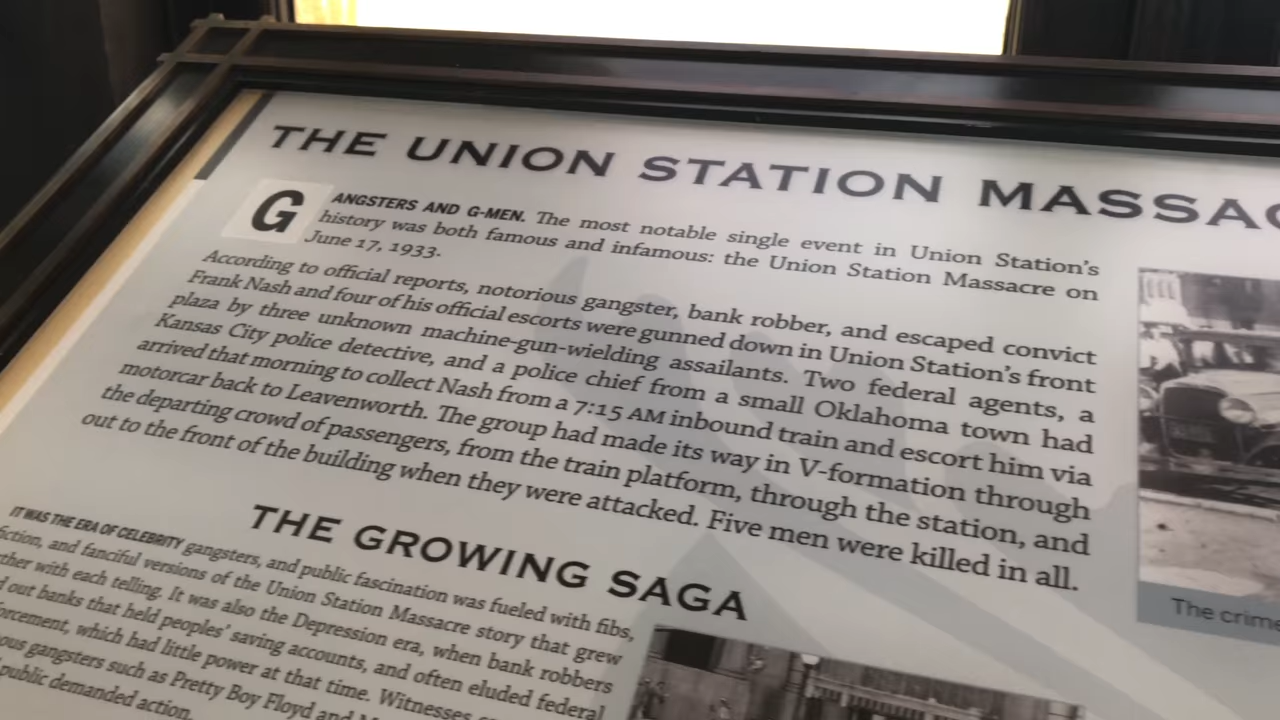 THE UNION STATION
GANGSTERS AND G-MEN. The most notable single event in Union Station's
history was both famous and infamous: the Union Station Massacre on
June 17, 1933.
According to official reports, notorious gangster, bank robber, and escaped convict
Frank Nash and four of his official escorts were gunned down in Union Station's front
plaza by three unknown machine-gun-wielding assailants. Two federal agents, a
Kansas City police detective, and a police chief from a small Oklahoma town had
arrived that morning to collect Nash from a 7:15 AM inbound train and escort him via
motorcar back to Leavenworth. The group had made its way in V-formation through
the departing crowd of passengers, from the train platform, through the station, and
out to the front of the building when they were attacked. Five men were killed in all.
The crime
THE GROWING SAGA
IT WAS THE ERA OF CELEBRITY gangsters, and public fascination was fueled with fibs,
fiction, and fanciful versions of the Union Station Massacre story that grew
with each telling. It was also the Depression era, when bank robbers
out banks that held peoples' saving accounts, and often eluded federal
which had little power at that time. Witnesses
gangsters such as Pretty Boy Floyd and
public demanded action.